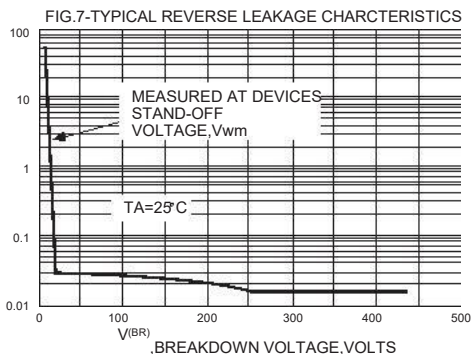 FIG.7-TYPICAL REVERSE LEAKAGE CHARCTERISTICS
100
10
1
0.1
0.01
MEASURED AT DEVICES
STAND-OFF
VOLTAGE,Vwm
TA=25°C
0 100 200 300 400 500
V(BR)
,BREAKDOWN VOLTAGE,VOLTS